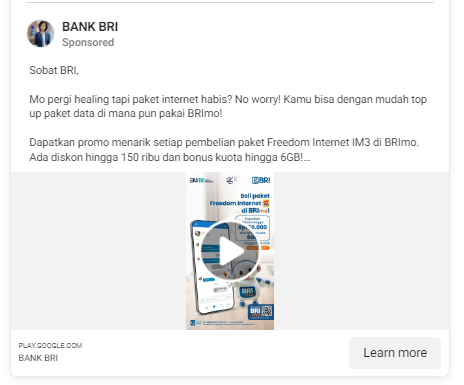 BANK BRI
Sponsored
Sobat BRI,
Mo pergi healing tapi paket internet habis? No worry! Kamu bisa dengan mudah top
up paket data di mana pun pakai BRImo!
Dapatkan promo menarik setiap pembelian paket Freedom Internet IM3 di BRImo.
Ada diskon hingga 150 ribu dan bonus kuota hingga 6GB!...
BRI
Beli paket
Freedom Internet
di BRImo!
BRI
BRI
PLAY.GOOGLE.COM
BANK BRI
Learn more